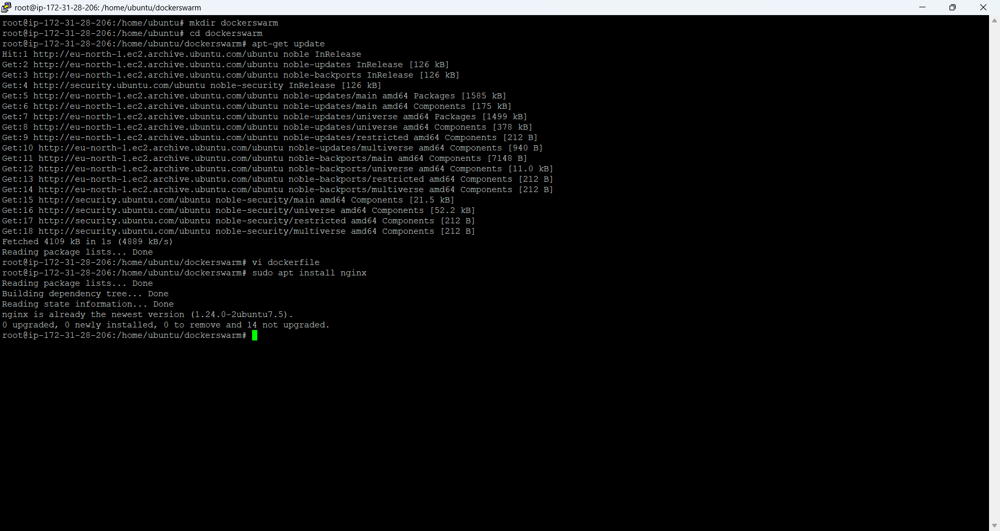 root@ip-172-31-28-206: /home/ubuntu/dockerswarm
root@ip-172-31-28-206:/home/ubuntu# mkdir dockerswarm
root@ip-172-31-28-206:/home/ubuntu# cd dockerswarm
root@ip-172-31-28-206:/home/ubuntu/dockerswarm# apt-get update
Hit:1 http://eu-north-1.ec2.archive.ubuntu.com/ubuntu noble InRelease
Get:2 http://eu-north-1.ec2.archive.ubuntu.com/ubuntu noble-updates InRelease [126 kB]
Get:3 http://eu-north-1.ec2.archive.ubuntu.com/ubuntu noble-backports InRelease [126 kB]
Get:4 http://security.ubuntu.com/ubuntu noble-security InRelease [126 kB]
Get:5 http://eu-north-1.ec2.archive.ubuntu.com/ubuntu noble-updates/main amd64 Packages [1585 kB]
Get:6 http://eu-north-1.ec2.archive.ubuntu.com/ubuntu noble-updates/main amd64 Components [175 kB]
Get:7 http://eu-north-1.ec2.archive.ubuntu.com/ubuntu noble-updates/universe amd64 Packages [1499 kB]
Get:8 http://eu-north-1.ec2.archive.ubuntu.com/ubuntu noble-updates/universe amd64 Components [378 kB]
Get:9 http://eu-north-1.ec2.archive.ubuntu.com/ubuntu noble-updates/restricted amd64 Components [212 B]
Get:10 http://eu-north-1.ec2.archive.ubuntu.com/ubuntu noble-updates/multiverse amd64 Components [940 B]
Get:11 http://eu-north-1.ec2.archive.ubuntu.com/ubuntu noble-backports/main amd64 Components [7148 B]
Get:12 http://eu-north-1.ec2.archive.ubuntu.com/ubuntu noble-backports/universe amd64 Components [11.0 kB]
Get:13 http://eu-north-1.ec2.archive.ubuntu.com/ubuntu noble-backports/restricted amd64 Components [212 B]
Get:14 http://eu-north-1.ec2.archive.ubuntu.com/ubuntu noble-backports/multiverse amd64 Components [212 B]
Get:15 http://security.ubuntu.com/ubuntu noble-security/main amd64 Components [21.5 kB]
Get:16 http://security.ubuntu.com/ubuntu noble-security/universe amd64 Components [52.2 kB]
Get:17 http://security.ubuntu.com/ubuntu noble-security/restricted amd64 Components [212 B]
Get:18 http://security.ubuntu.com/ubuntu noble-security/multiverse amd64 Components [212 B]
Fetched 4109 kB in 1s (4889 kB/s)
Reading package lists... Done
root@ip-172-31-28-206:/home/ubuntu/dockerswarm# vi dockerfile
root@ip-172-31-28-206:/home/ubuntu/dockerswarm# sudo apt install nginx
Reading package lists... Done
Building dependency tree... Done
Reading state information... Done
nginx is already the newest version (1.24.0-2ubuntu7.5).
0 upgraded, 0 newly installed, 0 to remove and 14 not upgraded.
root@ip-172-31-28-206:/home/ubuntu/dockerswarm#